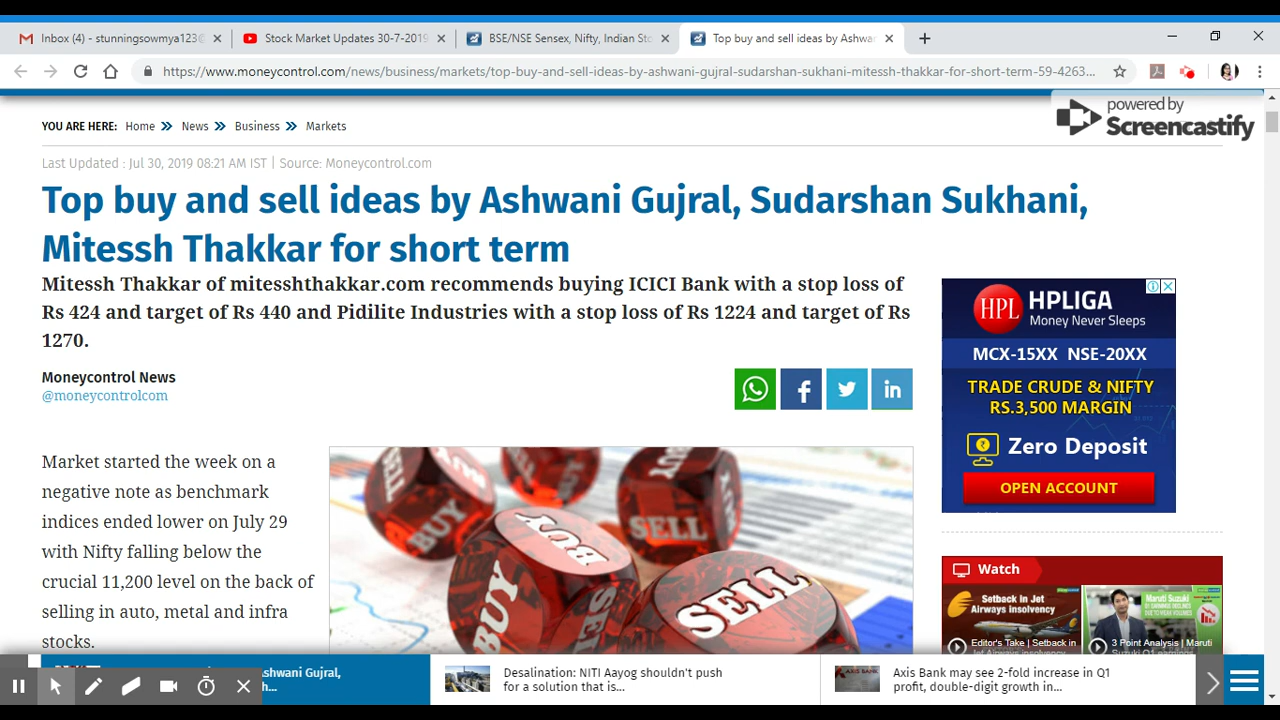 Inbox (4) - stunningsowmya123@
Stock Market Updates 30-7-2019
BSE/NSE Sensex, Nifty, Indian Sto
Top buy and sell ideas by Ashwa
https://www.moneycontrol.com/news/business/markets/top-buy-and-sell-ideas-by-ashwani-gujral-sudarshan-sukhani-mitessh-thakkar-for-short-term-59-4263...
powered by
Screencastify
YOU ARE HERE: Home News Business Markets
Last Updated : Jul 30, 2019 08:21 AM IST | Source: Moneycontrol.com
Top buy and sell ideas by Ashwani Gujral, Sudarshan Sukhani,
Mitessh Thakkar for short term
Mitessh Thakkar of mitesshthakkar.com recommends buying ICICI Bank with a stop loss of
Rs 424 and target of Rs 440 and Pidilite Industries with a stop loss of Rs 1224 and target of Rs
1270.
Moneycontrol News
@moneycontrolcom
Market started the week on a
negative note as benchmark
indices ended lower on July 29
with Nifty falling below the
crucial 11,200 level on the back of
selling in auto, metal and infra
stocks.
SELL
BUY
SELL
BUY
BUY
SELL
HPL
HPLIGA
Money Never Sleeps
MCX-15XX NSE-20XX
TRADE CRUDE & NIFTY
RS.3,500 MARGIN
Zero Deposit
OPEN ACCOUNT
Watch
Setback In Jet
Airways insolvency
Editor's Take | Setback in
Maruti Suzuki
3 Point Analysis | Maruti
shwani Gujral,
h...
Desalination: NITI Aayog shouldn't push
for a solution that is...
Axis Bank may see 2-fold increase in Q1
profit, double-digit growth in...